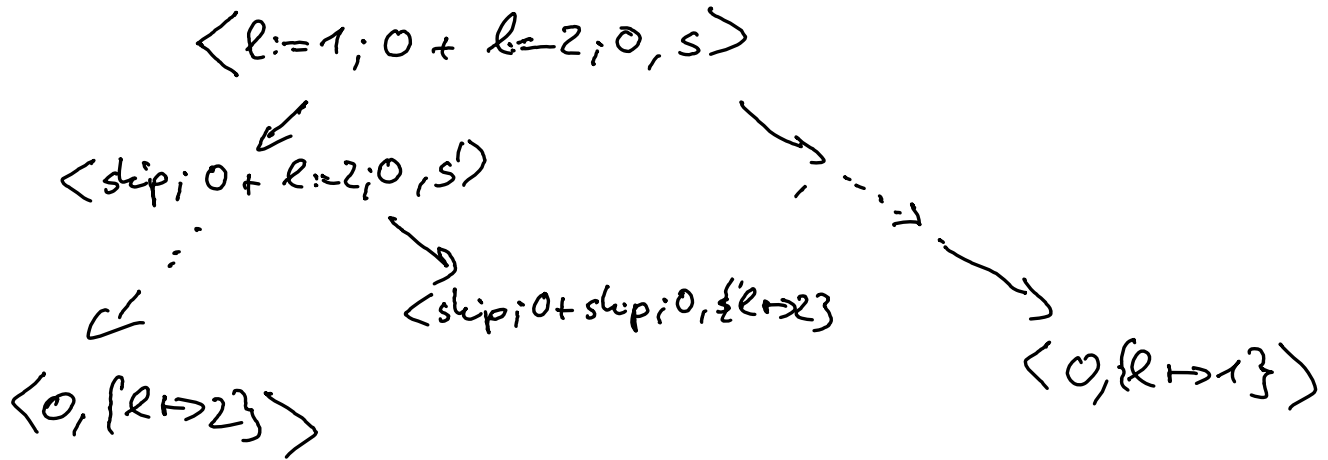 <l:=1; 0 + l:=2; 0, s>
<skip; 0 + l:=2; 0, s'>
<skip; 0 + skip; 0, {l↦2}
<0, {l↦1}>
<0, {l↦2}>